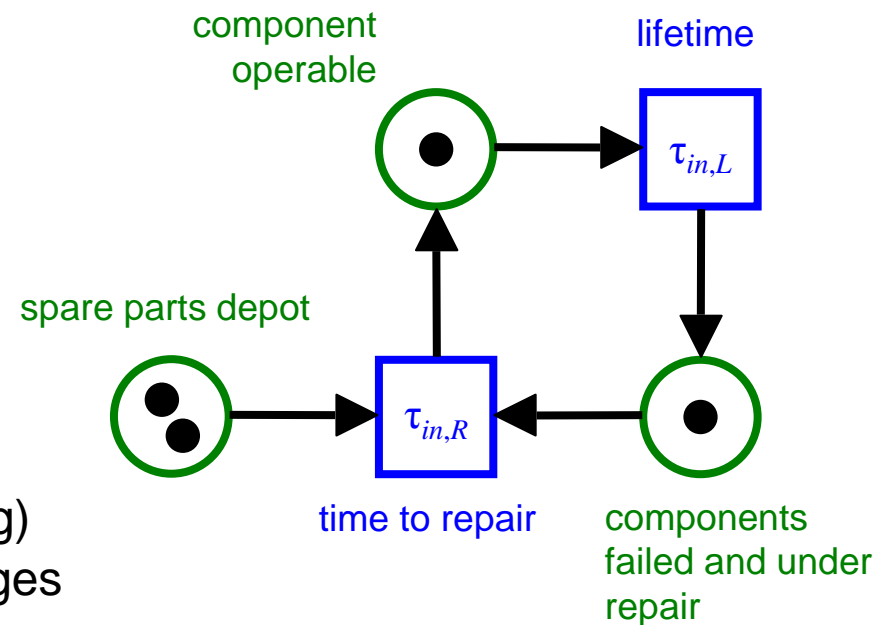 component
operable
lifetime
τin,L
spare parts depot
τin,R
time to repair
components
failed and under
repair
g)
ges